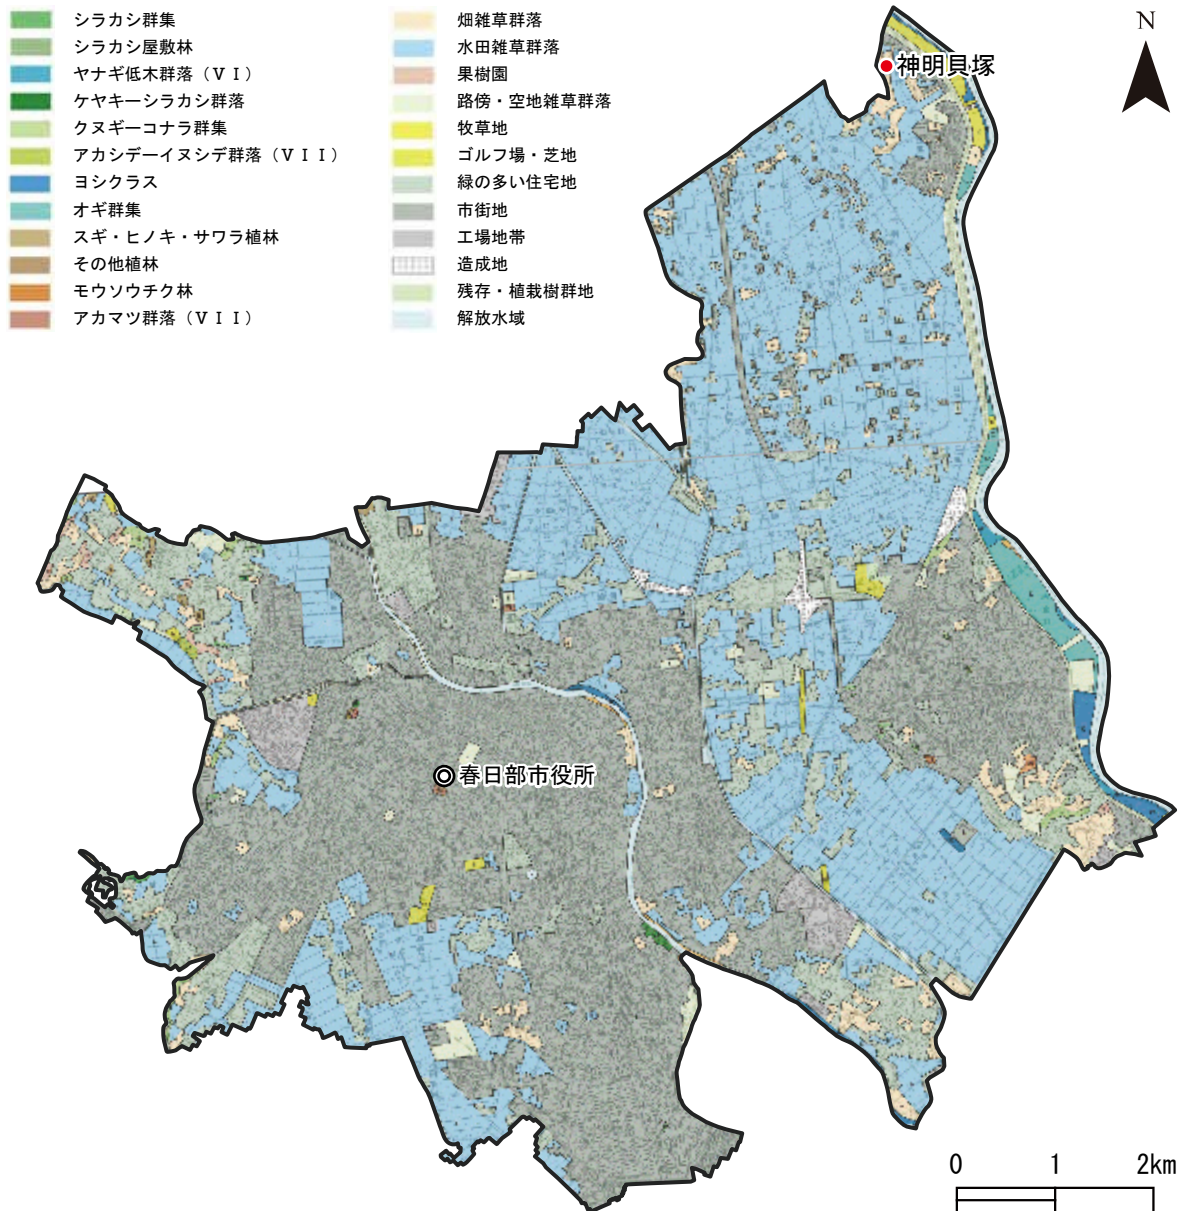 シラカシ群集
シラカシ屋敷林
ヤナギ低木群落（ＶＩ）
ケヤキーシラカシ群落
クヌギーコナラ群集
アカシデーイヌシデ群落（ＶＩＩ）
ヨシクラス
オギ群集
スギ・ヒノキ・サワラ植林
その他植林
モウソウチク林
アカマツ群落（ＶＩＩ）
畑雑草群落
水田雑草群落
果樹園
路傍・空地雑草群落
牧草地
ゴルフ場・芝地
緑の多い住宅地
市街地
工場地帯
造成地
残存・植栽樹群地
解放水域
N
神明貝塚
春日部市役所
0 1 2km